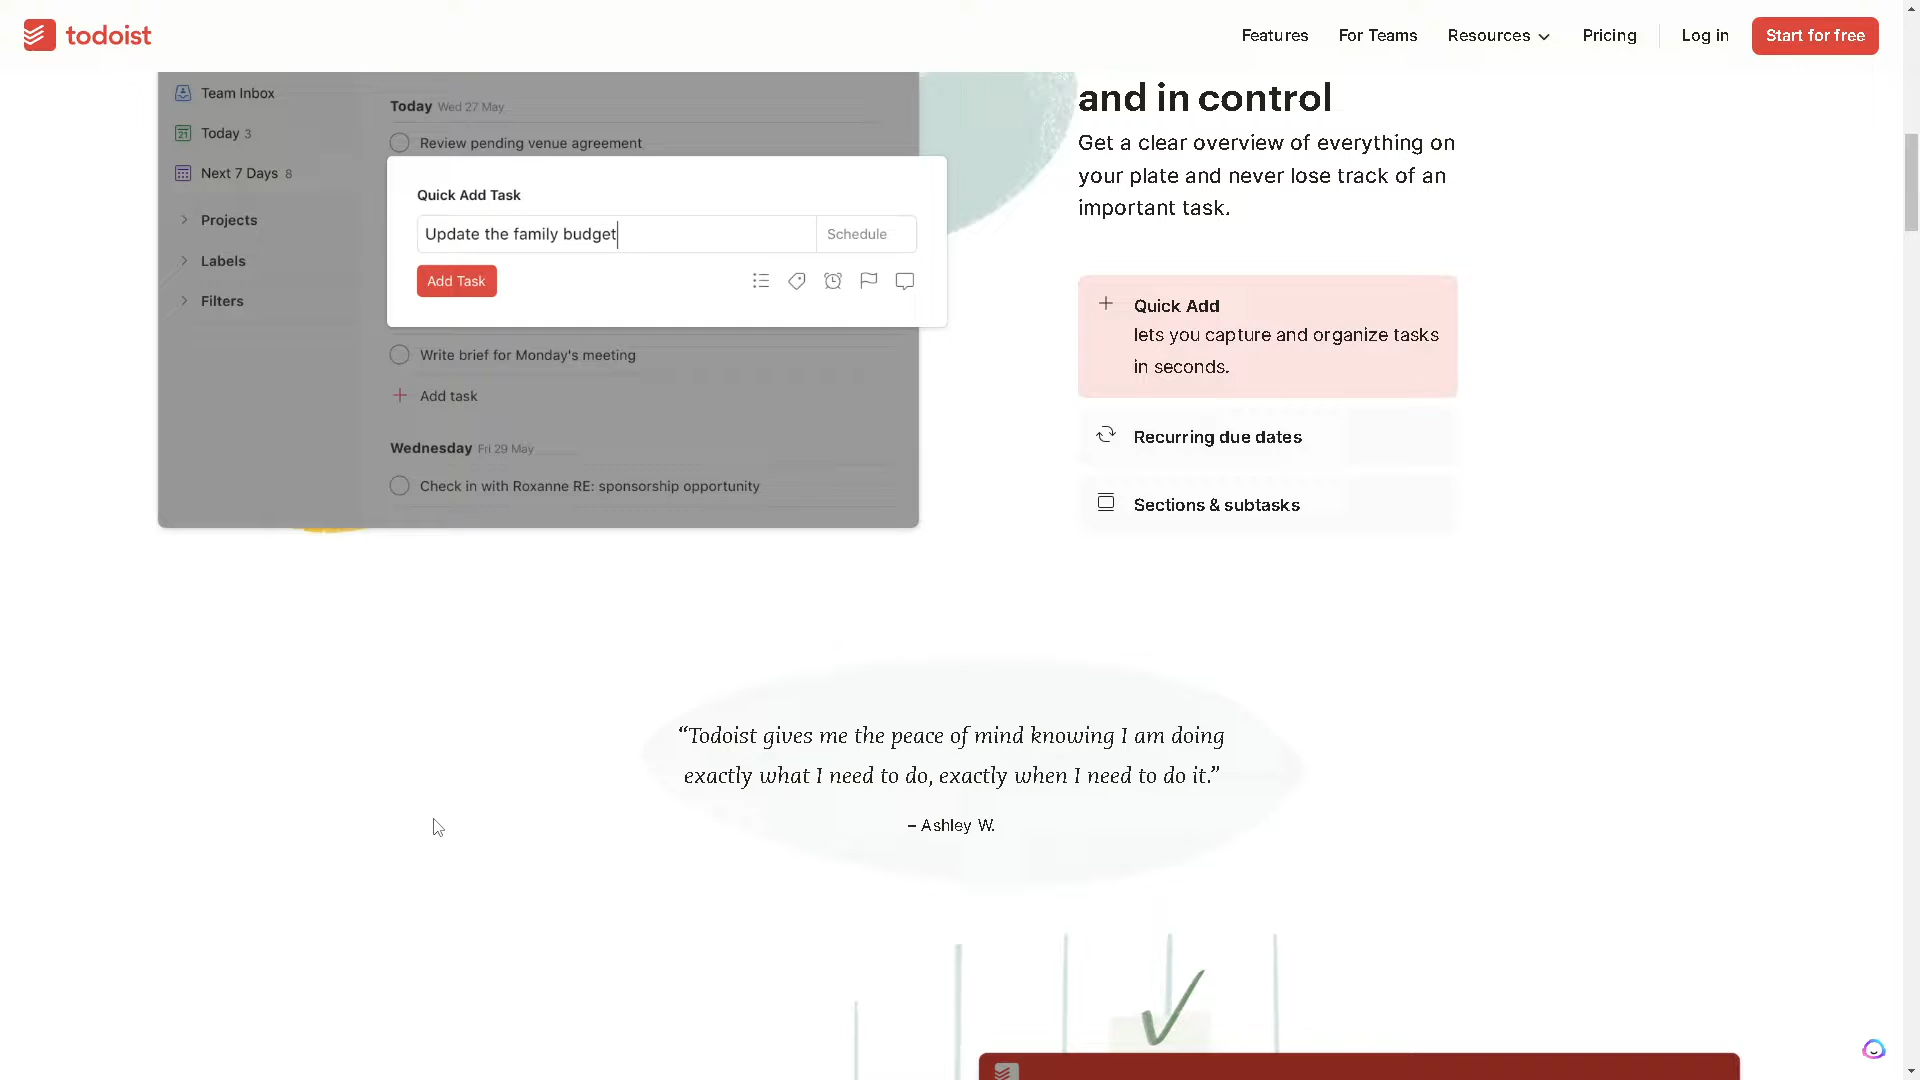 todoist
Features
For Teams
Resources
Pricing
Log in
Start for free
Team Inbox
Today 3
Next 7 Days 8
Projects
Labels
Filters
Today Wed 27 May
Review pending venue agreement
Quick Add Task
Update the family budget
Schedule
Add Task
Write brief for Monday's meeting
Add task
Wednesday Fri 29 May
Check in with Roxanne RE: sponsorship opportunity
and in control
Get a clear overview of everything on
your plate and never lose track of an
important task.
Quick Add
lets you capture and organize tasks
in seconds.
Recurring due dates
Sections & subtasks
“Todoist gives me the peace of mind knowing I am doing
exactly what I need to do, exactly when I need to do it.”
– Ashley W.